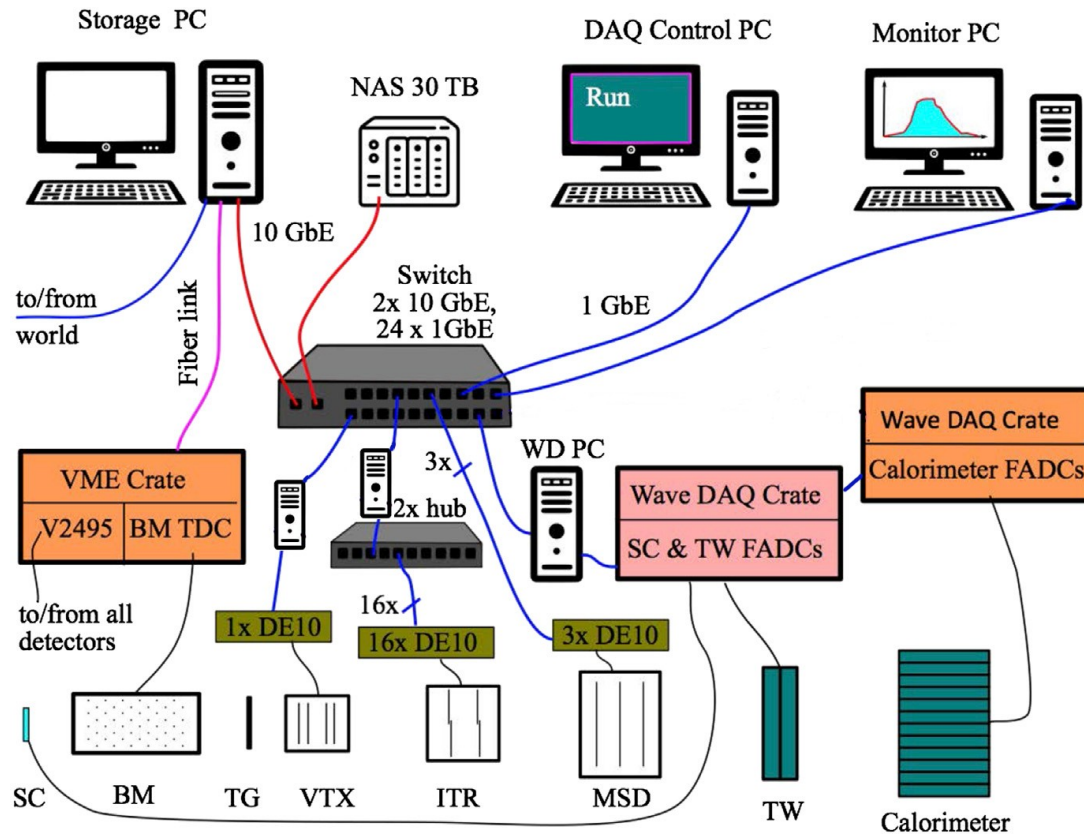 Storage PC
DAQ Control PC
Monitor PC
NAS 30 TB
Run
10 GbE
to/from
world
Fiber link
Switch
2x 10 GbE,
24 x 1GbE
1 GbE
VME Crate
V2495
BM TDC
to/from all
detectors
2x hub
3x
WD PC
Wave DAQ Crate
SC & TW FADCs
Wave DAQ Crate
Calorimeter FADCs
16x
1x DE10
16x DE10
3x DE10
SC
BM
TG
VTX
ITR
MSD
TW
Calorimeter